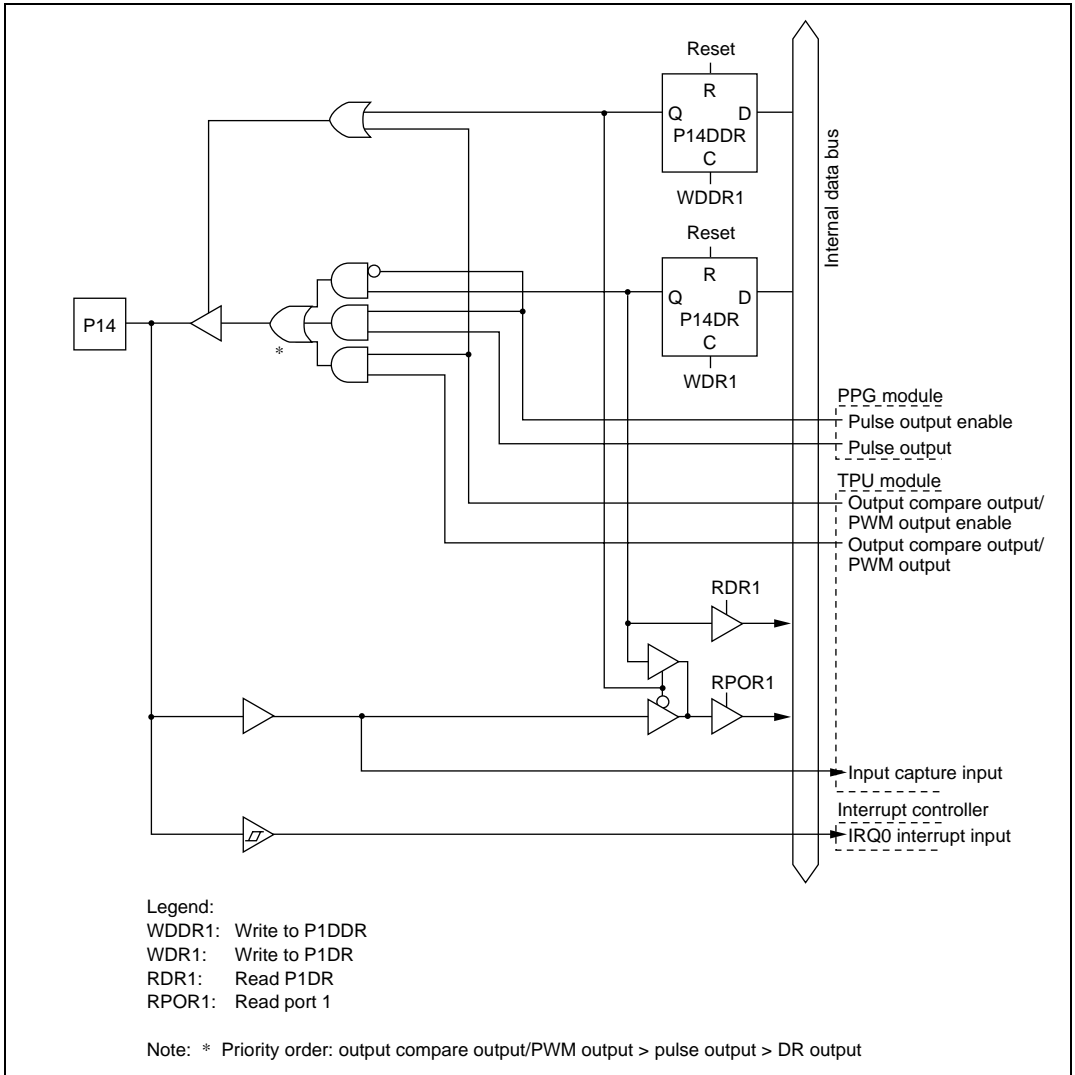 Reset
R
Q D
P14DDR
C
WDDR1
Reset
R
Q D
P14DR
C
WDR1
Internal data bus
P14
*
PPG module
Pulse output enable
Pulse output
TPU module
Output compare output/
PWM output enable
Output compare output/
PWM output
RDR1
RPOR1
Input capture input
Interrupt controller
IRQ0 interrupt input
Legend:
WDDR1: Write to P1DDR
WDR1: Write to P1DR
RDR1: Read P1DR
RPOR1: Read port 1
Note: * Priority order: output compare output/PWM output > pulse output > DR output